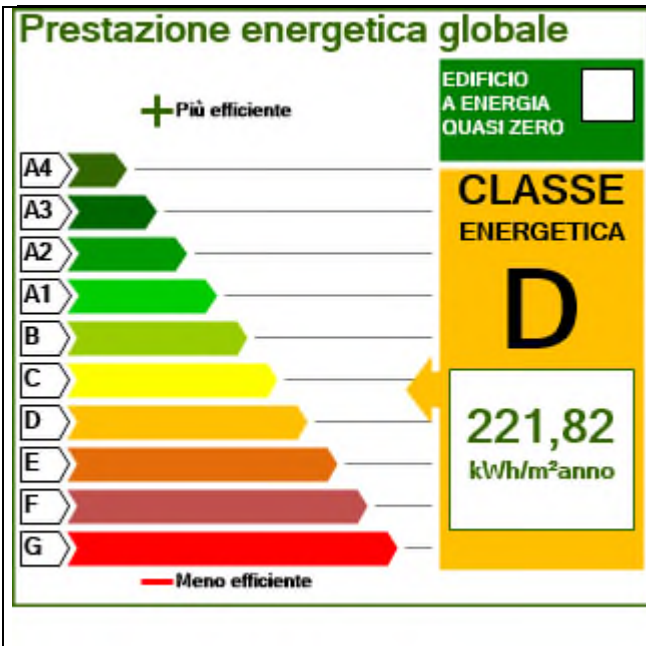 Prestazione energetica globale
Più efficiente
EDIFICIO
A ENERGIA
QUASI ZERO
A4
A3
A2
A1
B
C
D
E
F
G
Meno efficiente
CLASSE
ENERGETICA
D
221,82
kWh/m²anno